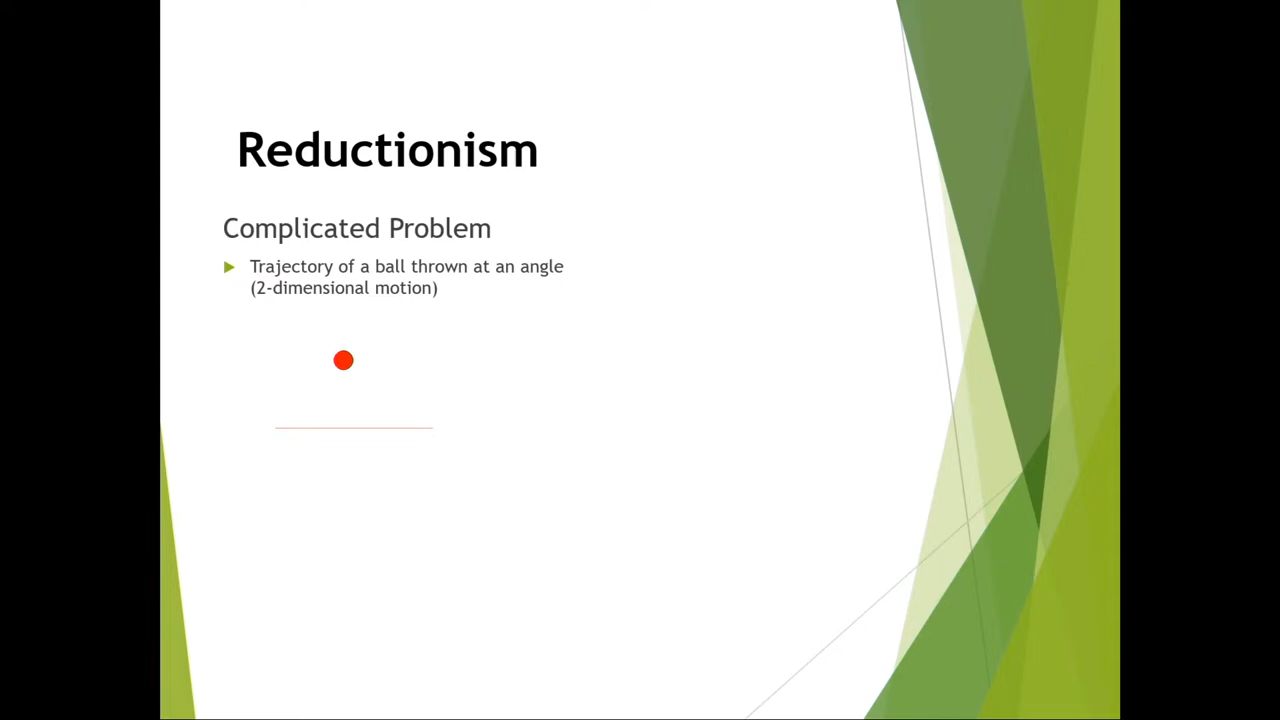 Reductionism
Complicated Problem
Trajectory of a ball thrown at an angle
(2-dimensional motion)